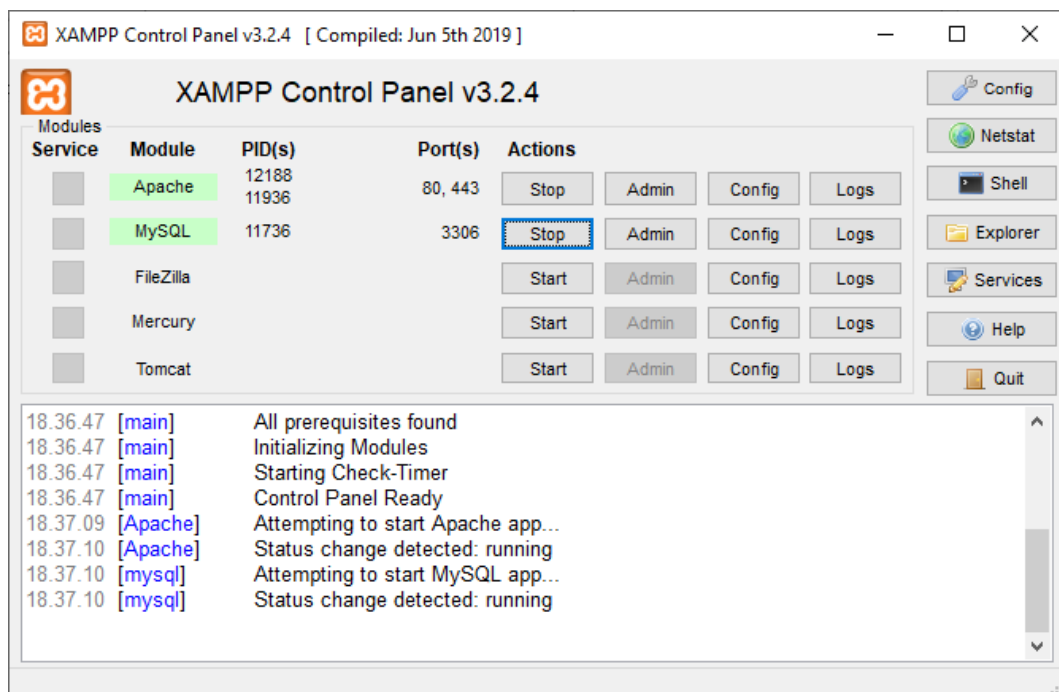 XAMPP Control Panel v3.2.4 [ Compiled: Jun 5th 2019 ]
XAMPP Control Panel v3.2.4
Config
Modules
Service Module PID(s) Port(s) Actions
Netstat
Apache 12188 11936 80, 443 Stop Admin Config Logs
Shell
MySQL 11736 3306 Stop Admin Config Logs
Explorer
FileZilla Start Admin Config Logs
Services
Mercury Start Admin Config Logs
Help
Tomcat Start Admin Config Logs
Quit
18.36.47 [main] All prerequisites found
18.36.47 [main] Initializing Modules
18.36.47 [main] Starting Check-Timer
18.36.47 [main] Control Panel Ready
18.37.09 [Apache] Attempting to start Apache app...
18.37.10 [Apache] Status change detected: running
18.37.10 [mysql] Attempting to start MySQL app...
18.37.10 [mysql] Status change detected: running